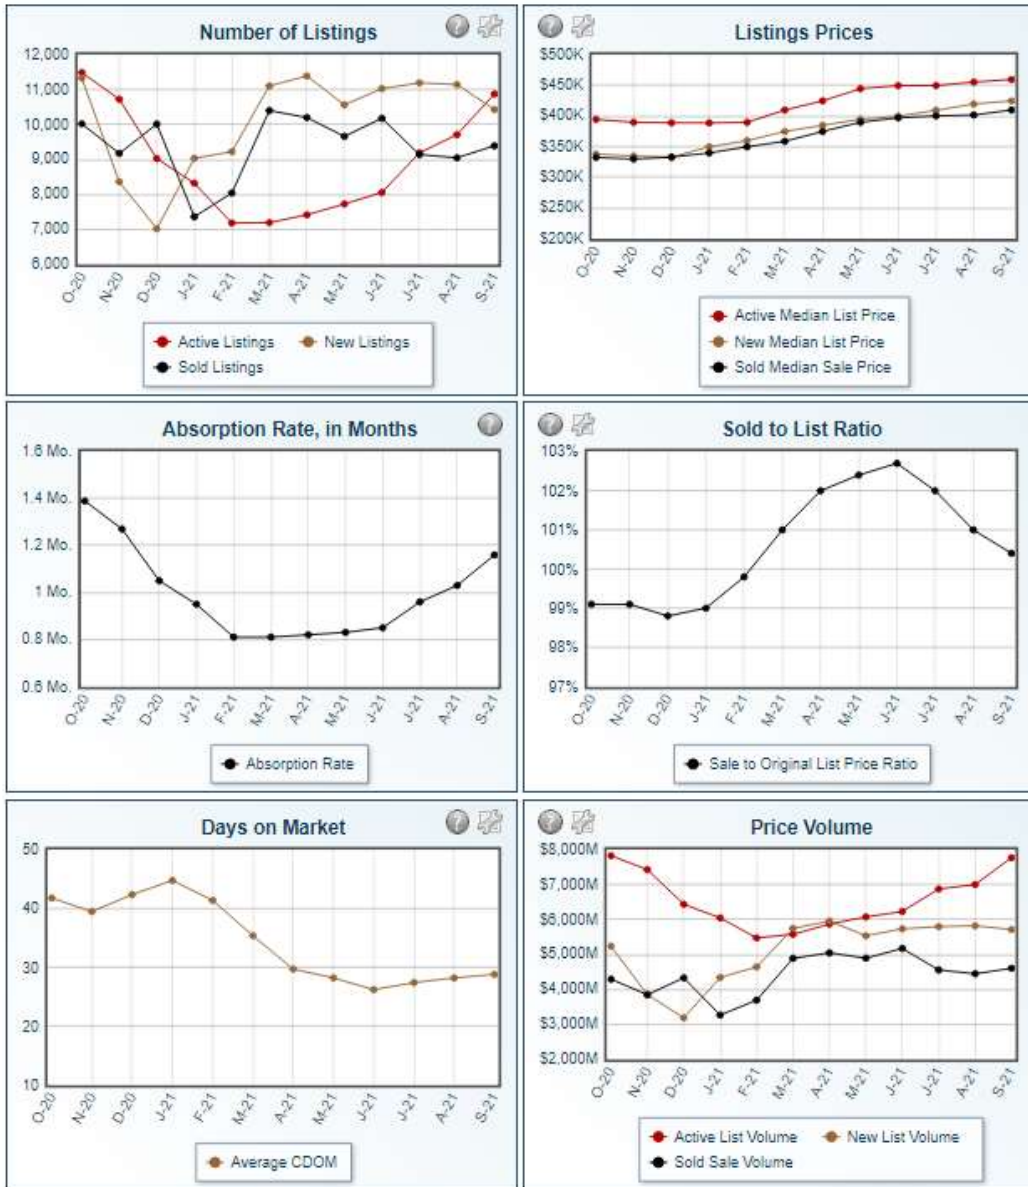 Number of Listings
12,000
11,000
10,000
9,000
8,000
7,000
6,000
O-20 N-20 D-20 J-21 F-21 M-21 A-21 M-21 J-21 J-21 A-21 S-21
Active Listings New Listings
Sold Listings
Listings Prices
$500K
$450K
$400K
$350K
$300K
$250K
$200K
O-20 N-20 D-20 J-21 F-21 M-21 A-21 M-21 J-21 J-21 A-21 S-21
Active Median List Price
New Median List Price
Sold Median Sale Price
Absorption Rate, in Months
1.6 Mo.
1.4 Mo.
1.2 Mo.
1 Mo.
0.8 Mo.
0.6 Mo.
O-20 N-20 D-20 J-21 F-21 M-21 A-21 M-21 J-21 J-21 A-21 S-21
Absorption Rate
Sold to List Ratio
103%
102%
101%
100%
99%
98%
97%
O-20 N-20 D-20 J-21 F-21 M-21 A-21 M-21 J-21 J-21 A-21 S-21
Sale to Original List Price Ratio
Days on Market
50
40
30
20
10
O-20 N-20 D-20 J-21 F-21 M-21 A-21 M-21 J-21 J-21 A-21 S-21
Average CDOM
Price Volume
$8,000M
$7,000M
$6,000M
$5,000M
$4,000M
$3,000M
$2,000M
O-20 N-20 D-20 J-21 F-21 M-21 A-21 M-21 J-21 J-21 A-21 S-21
Active List Volume New List Volume
Sold Sale Volume